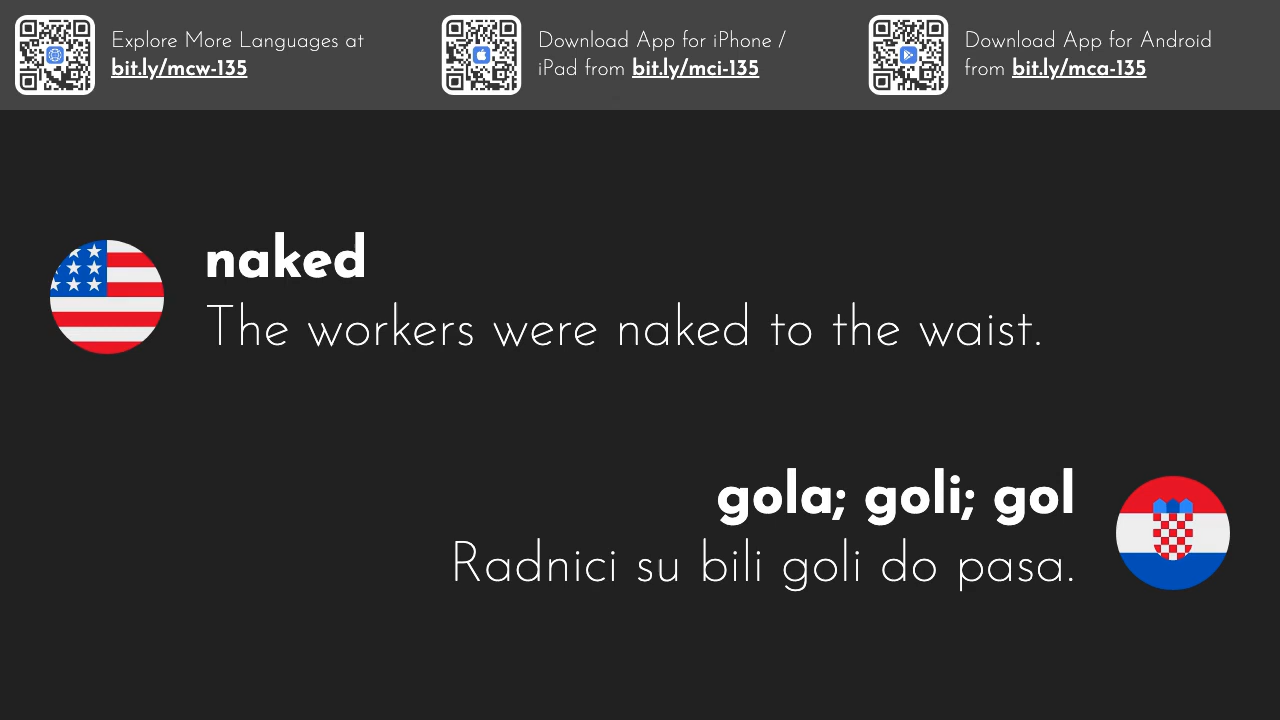 Explore More Languages at
bit.ly/mcw-135
Download App for iPhone /
iPad from bit.ly/mci-135
Download App for Android
from bit.ly/mca-135
naked
The workers were naked to the waist.
gola; goli; gol
Radnici su bili goli do pasa.